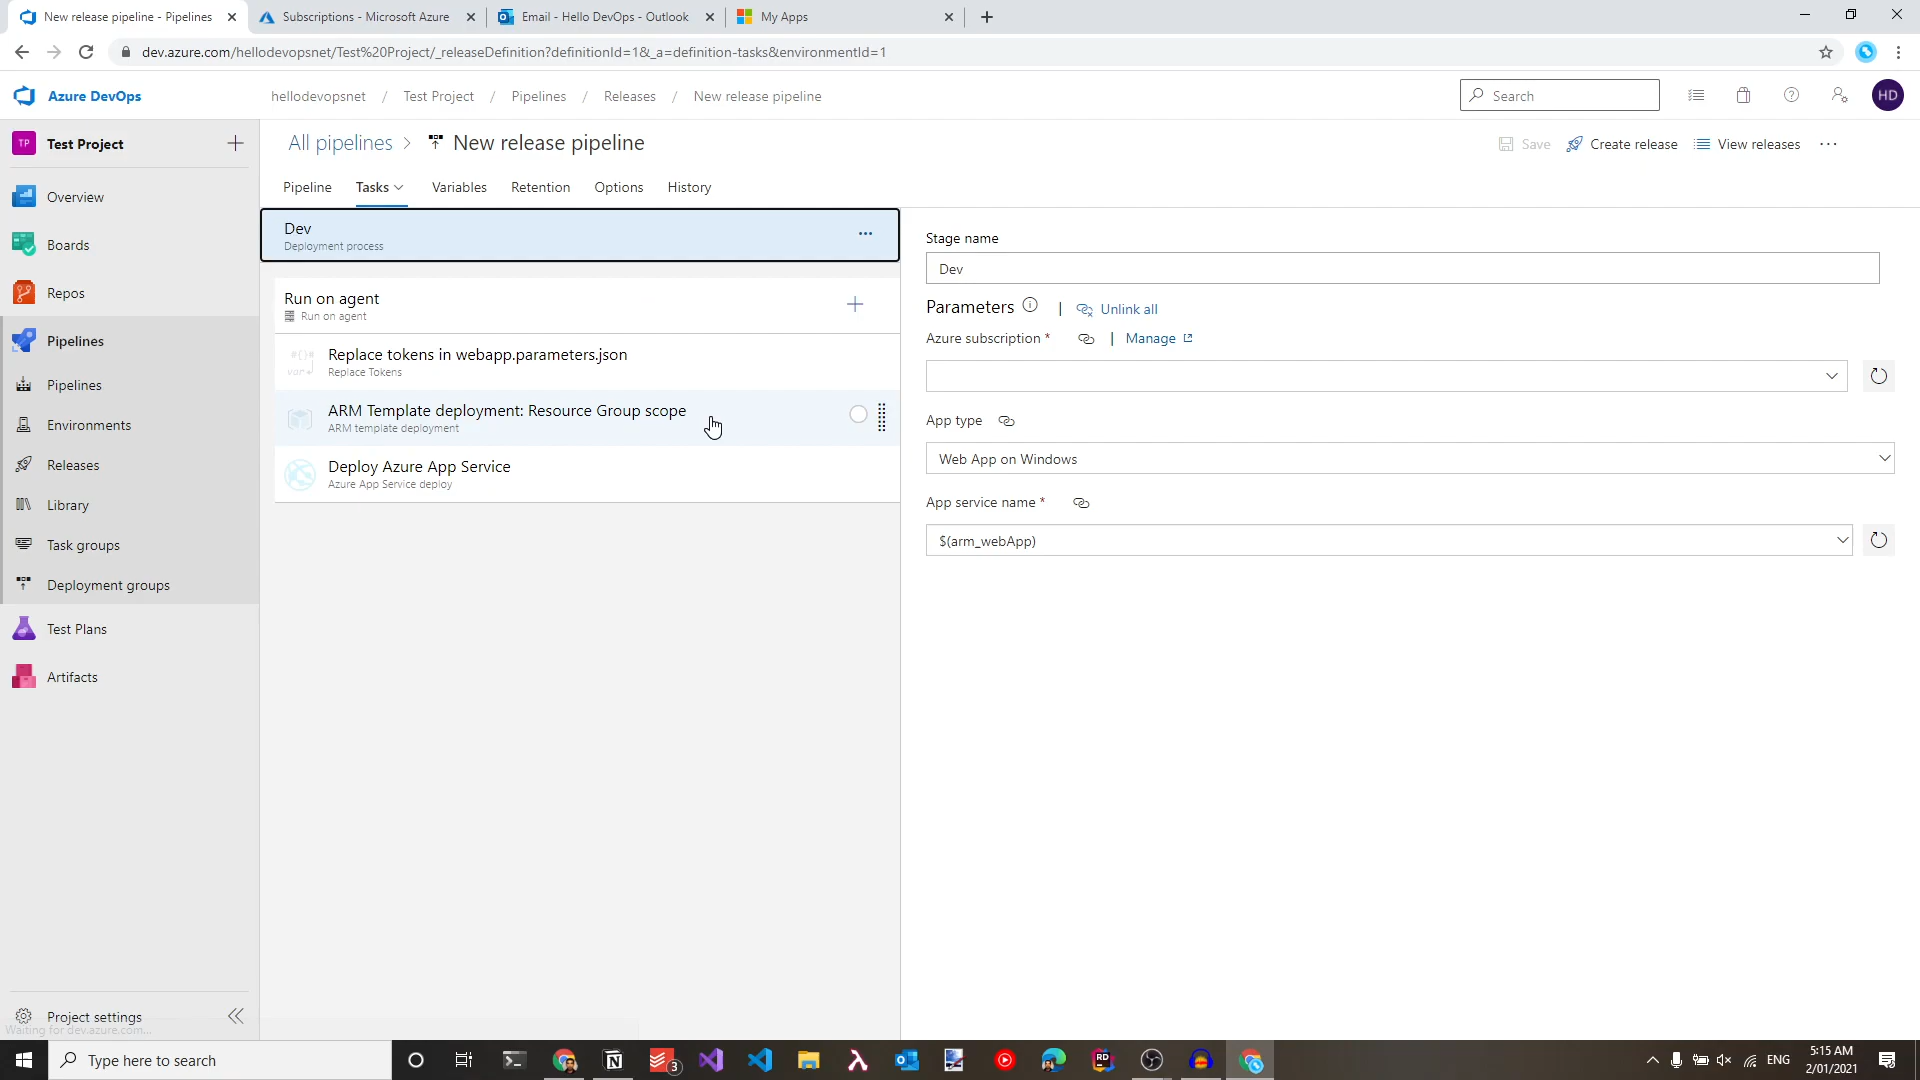 New release pipeline - Pipelines
Subscriptions - Microsoft Azure
Email - Hello DevOps - Outlook
My Apps
dev.azure.com/hellodevopsnet/Test%20Project/_releaseDefinition?definitionId=1&_a=definition-tasks&environmentId=1
Azure DevOps
hellodevopsnet / Test Project / Pipelines / Releases / New release pipeline
Search
HD
TP
Test Project
All pipelines > New release pipeline
Save
Create release
View releases
Pipeline
Tasks
Variables
Retention
Options
History
Overview
Boards
Repos
Pipelines
Pipelines
Environments
Releases
Library
Task groups
Deployment groups
Test Plans
Artifacts
Project settings
Waiting for dev.azure.com...
Dev
Deployment process
Run on agent
Run on agent
Replace tokens in webapp.parameters.json
Replace Tokens
ARM Template deployment: Resource Group scope
ARM template deployment
Deploy Azure App Service
Azure App Service deploy
Stage name
Dev
Parameters | Unlink all
Azure subscription * | Manage
App type
Web App on Windows
App service name *
$(arm_webApp)
Type here to search
3
RD
ENG
5:15 AM
2/01/2021